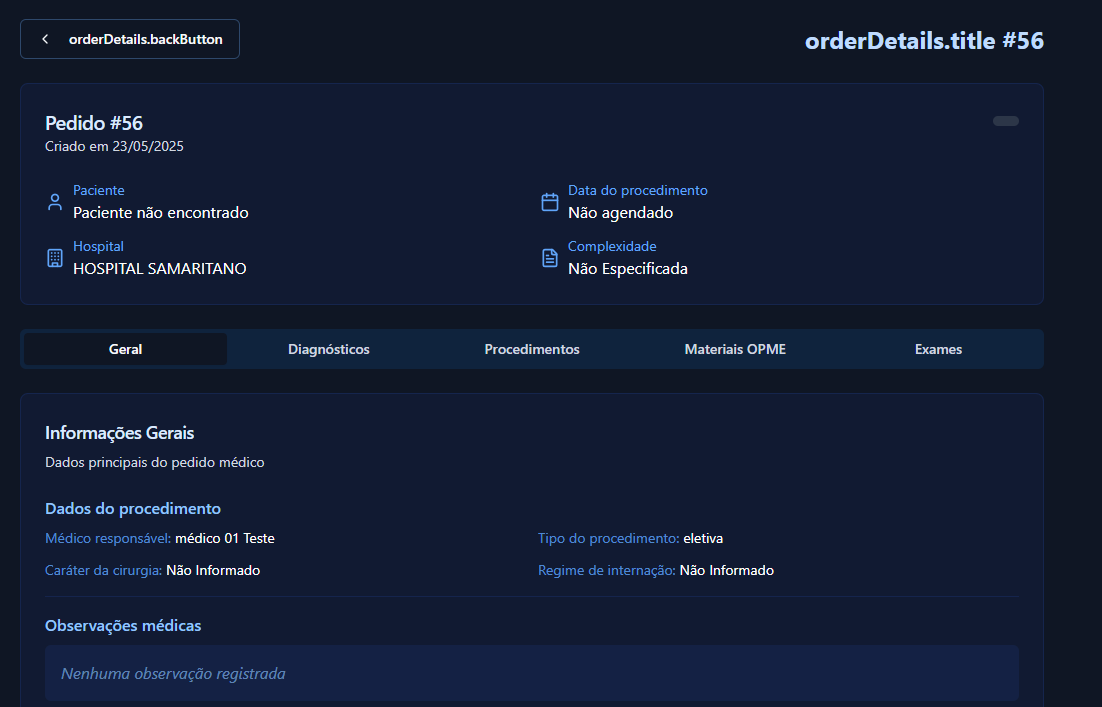 orderDetails.backButton
orderDetails.title #56
Pedido #56
Criado em 23/05/2025
Paciente
Paciente não encontrado
Data do procedimento
Não agendado
Hospital
HOSPITAL SAMARITANO
Complexidade
Não Especificada
Geral
Diagnósticos
Procedimentos
Materiais OPME
Exames
Informações Gerais
Dados principais do pedido médico
Dados do procedimento
Médico responsável: médico 01 Teste
Tipo do procedimento: eletiva
Caráter da cirurgia: Não Informado
Regime de internação: Não Informado
Observações médicas
Nenhuma observação registrada